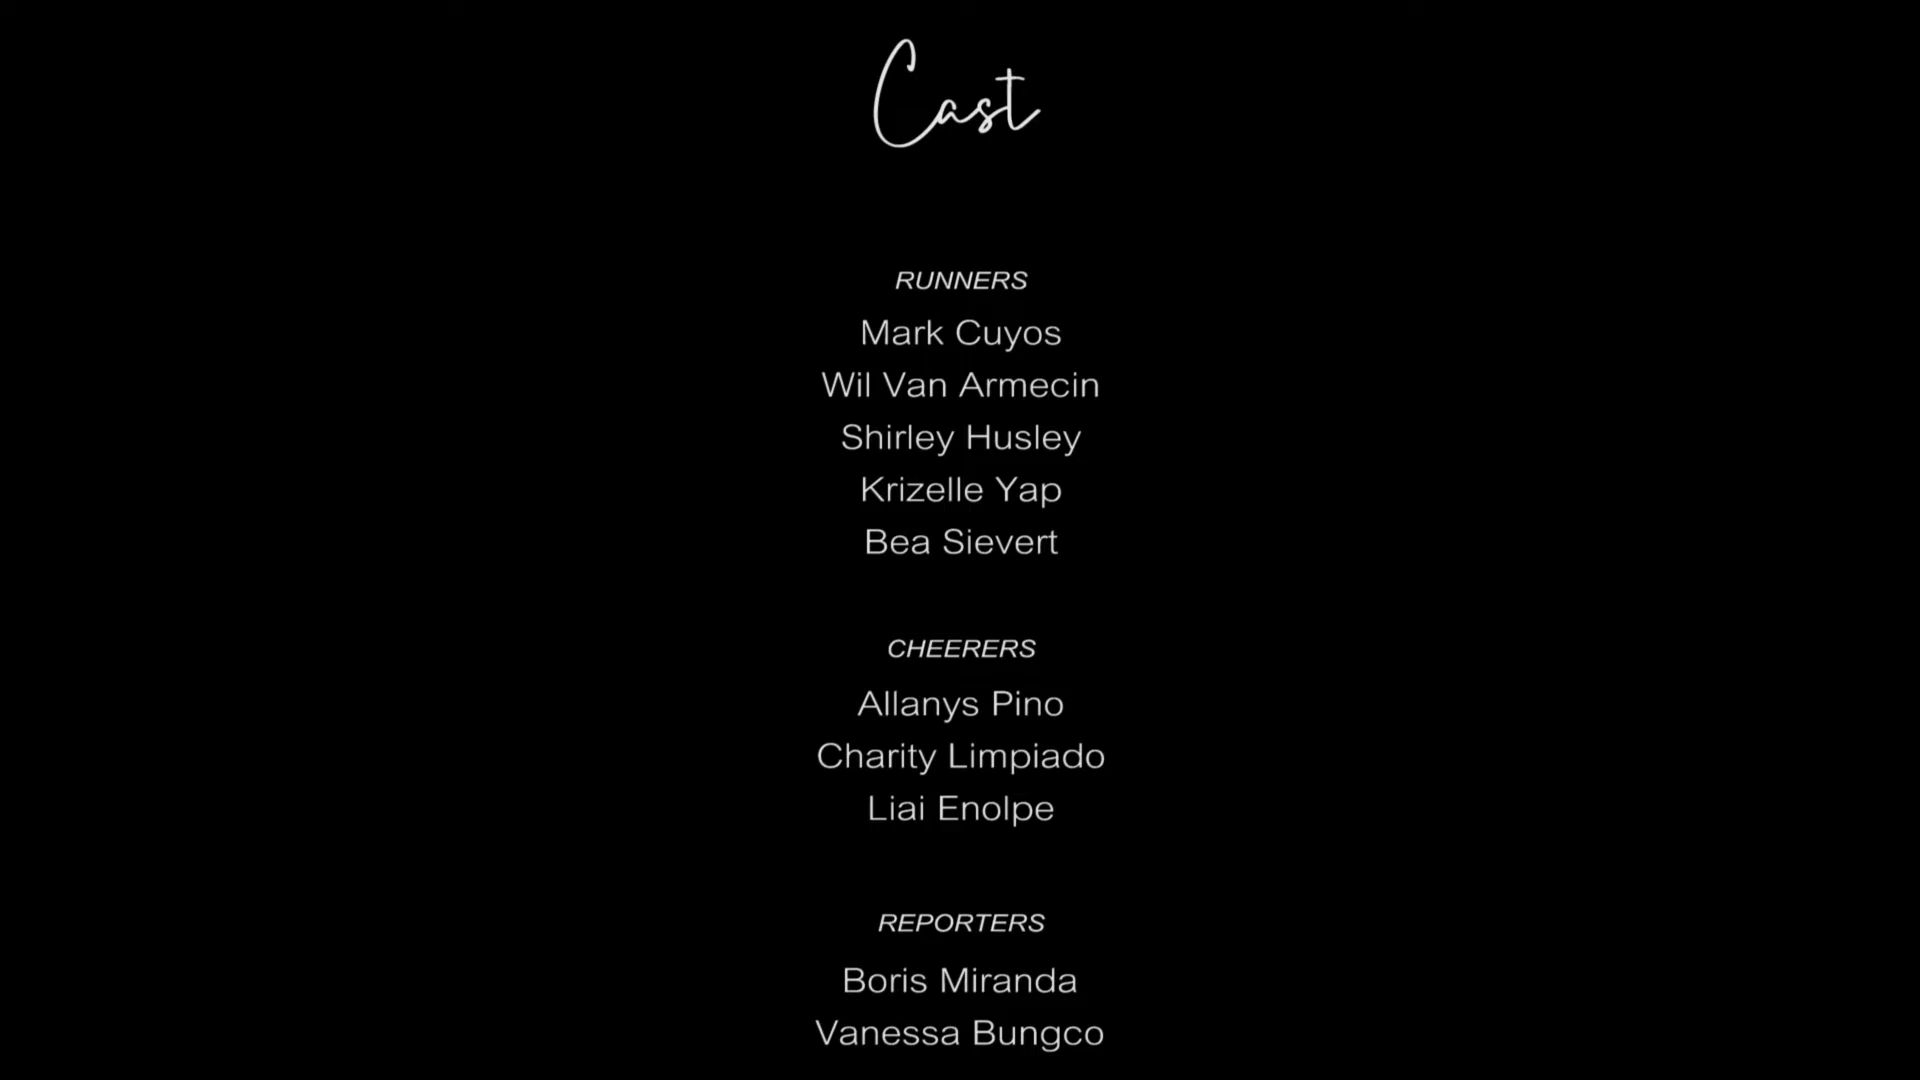 Cast
RUNNERS
Mark Cuyos
Wil Van Armecin
Shirley Husley
Krizelle Yap
Bea Sievert
CHEERERS
Allanys Pino
Charity Limpiado
Liai Enolpe
REPORTERS
Boris Miranda
Vanessa Bungco